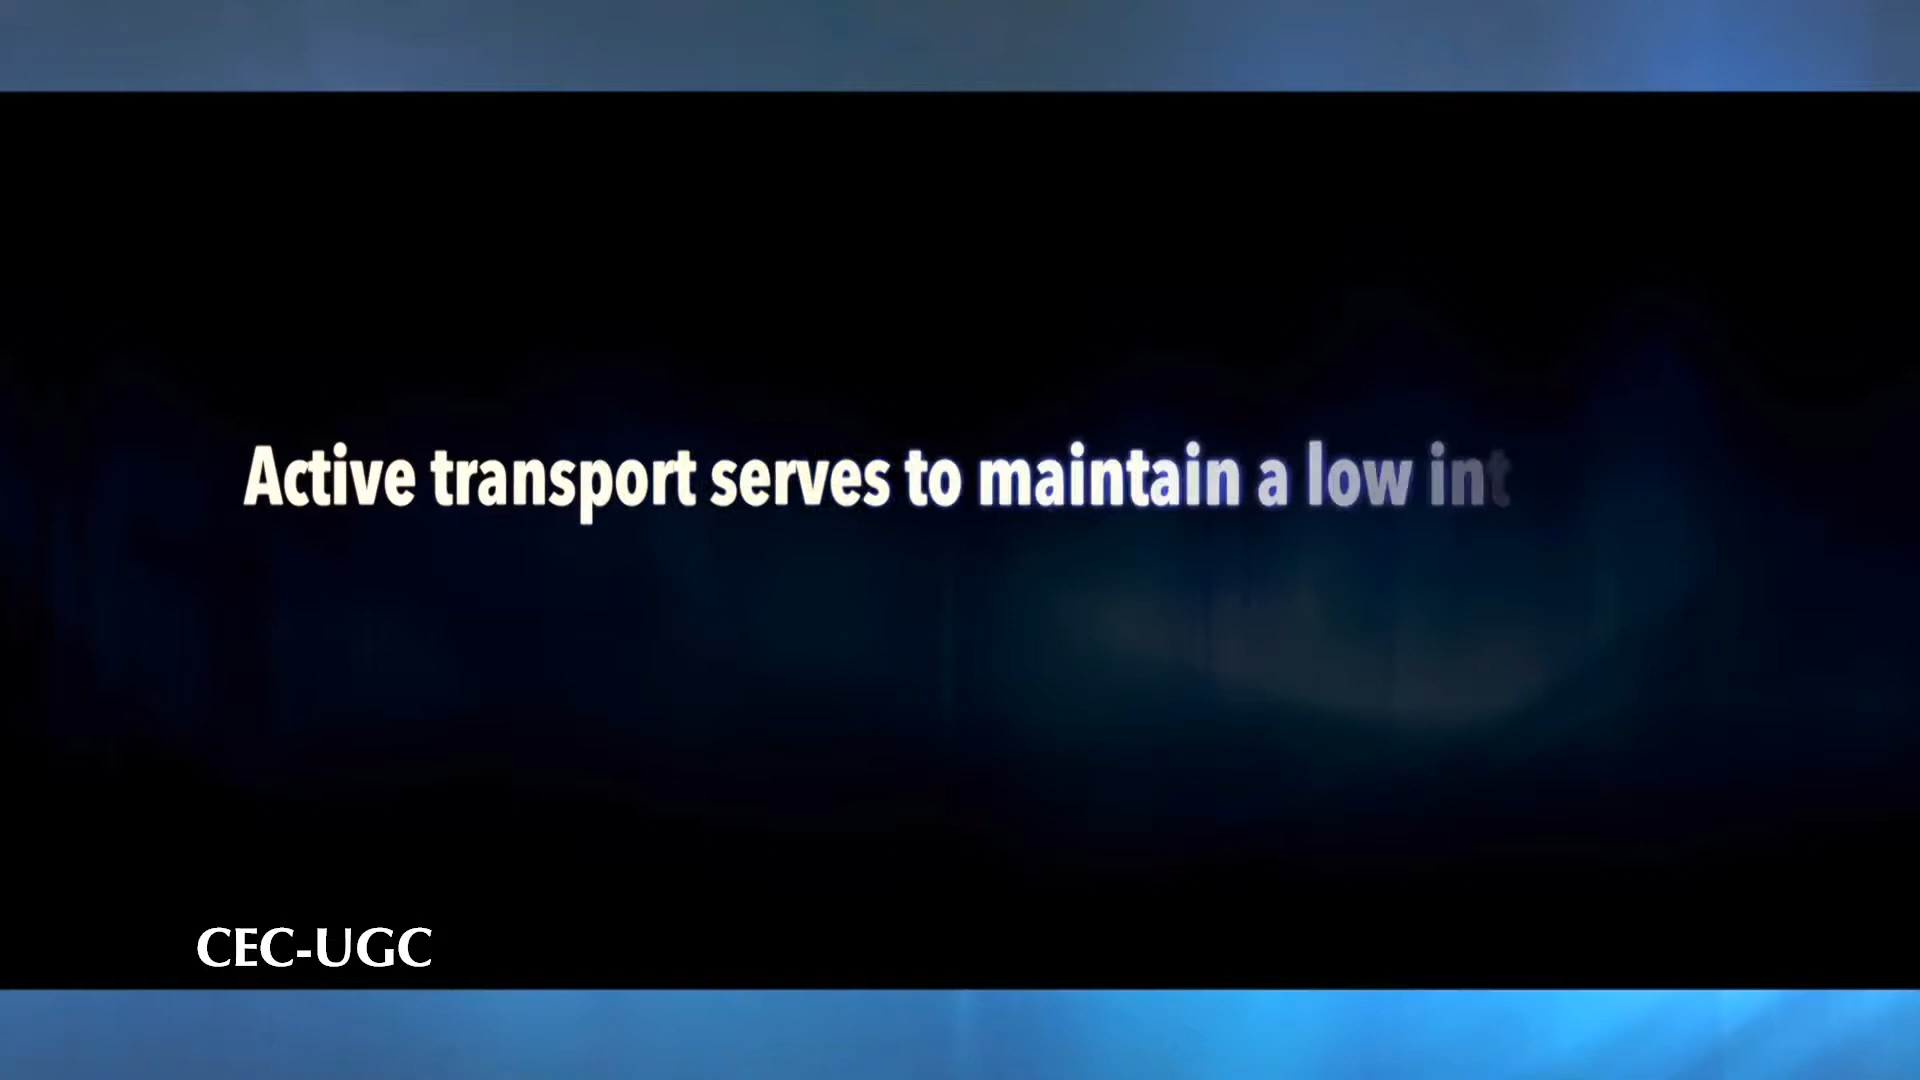 Active transport serves to maintain a low int
CEC-UGC